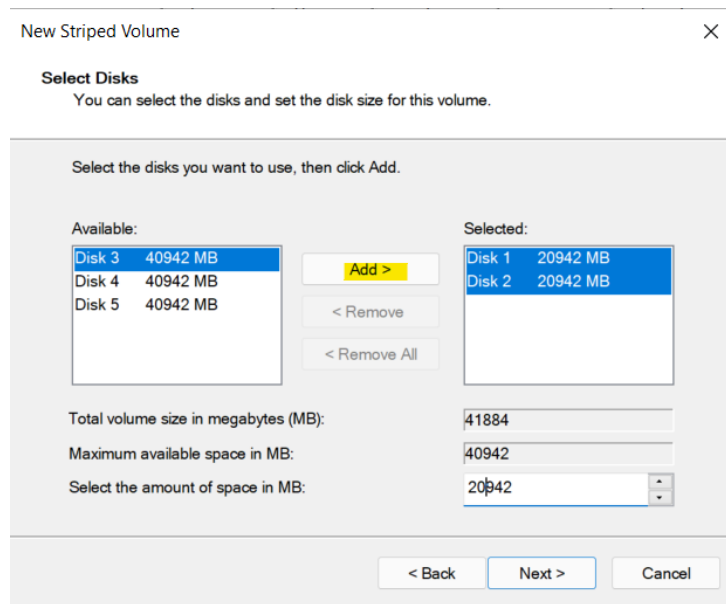 New Striped Volume
Select Disks
You can select the disks and set the disk size for this volume.
Select the disks you want to use, then click Add.
Available:
Disk 3 40942 MB
Disk 4 40942 MB
Disk 5 40942 MB
Add >
< Remove
< Remove All
Selected:
Disk 1 20942 MB
Disk 2 20942 MB
Total volume size in megabytes (MB): 41884
Maximum available space in MB: 40942
Select the amount of space in MB: 20942
< Back Next > Cancel